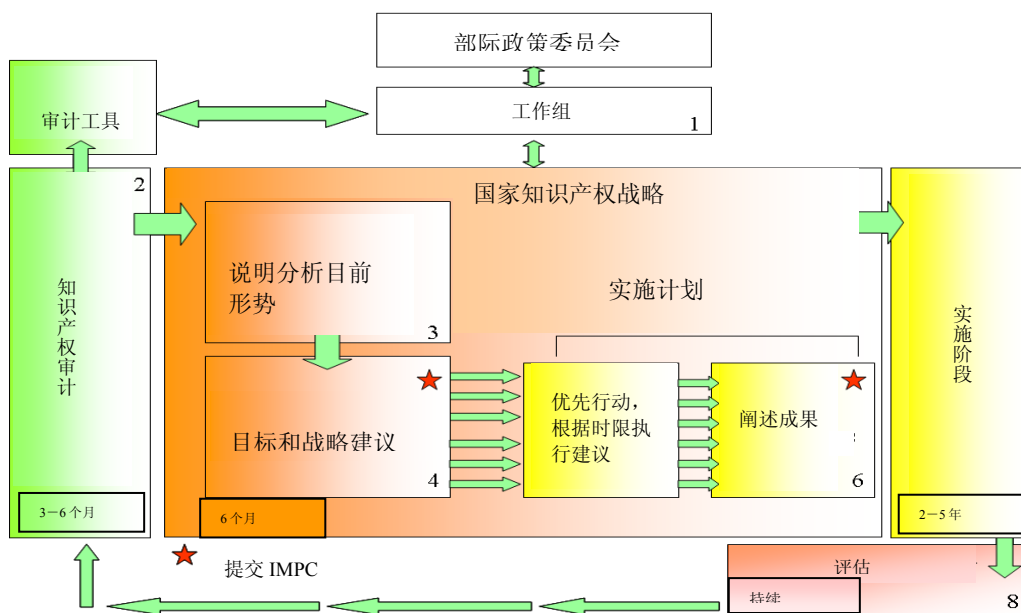 部际政策委员会
审计工具
工作组
1
2
国家知识产权战略
说明分析目前
形势
3
实施计划
知识产权审计
目标和战略建议
4
优先行动,
根据时限执
行建议
阐述成果
6
实施阶段
3－6 个月
6 个月
2－5 年
提交 IMPC
评估
持续
8